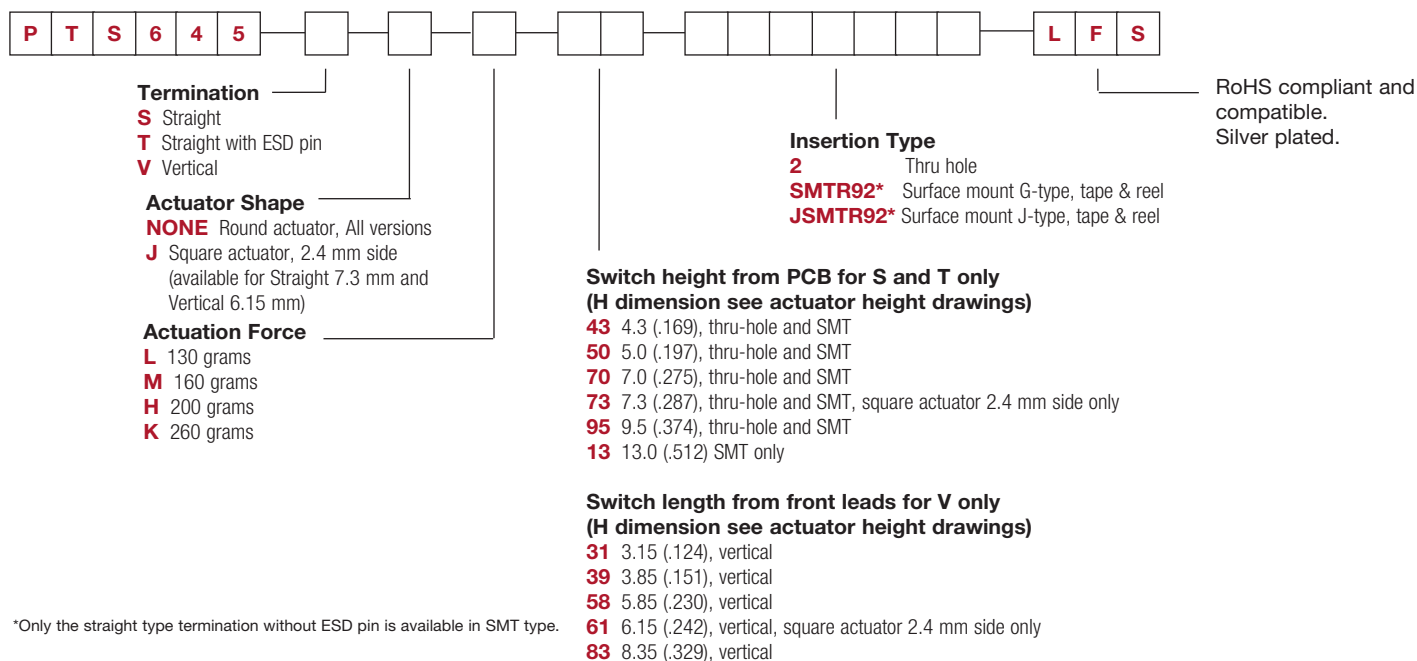 P T S 6 4 5 L F S
Termination
S Straight
T Straight with ESD pin
V Vertical
Actuator Shape
NONE Round actuator, All versions
J Square actuator, 2.4 mm side
(available for Straight 7.3 mm and
Vertical 6.15 mm)
Actuation Force
L 130 grams
M 160 grams
H 200 grams
K 260 grams
RoHS compliant and
compatible.
Silver plated.
Insertion Type
2 Thru hole
SMTR92* Surface mount G-type, tape & reel
JSMTR92* Surface mount J-type, tape & reel
Switch height from PCB for S and T only
(H dimension see actuator height drawings)
43 4.3 (.169), thru-hole and SMT
50 5.0 (.197), thru-hole and SMT
70 7.0 (.275), thru-hole and SMT
73 7.3 (.287), thru-hole and SMT, square actuator 2.4 mm side only
95 9.5 (.374), thru-hole and SMT
13 13.0 (.512) SMT only
Switch length from front leads for V only
(H dimension see actuator height drawings)
31 3.15 (.124), vertical
39 3.85 (.151), vertical
58 5.85 (.230), vertical
61 6.15 (.242), vertical, square actuator 2.4 mm side only
83 8.35 (.329), vertical
*Only the straight type termination without ESD pin is available in SMT type.